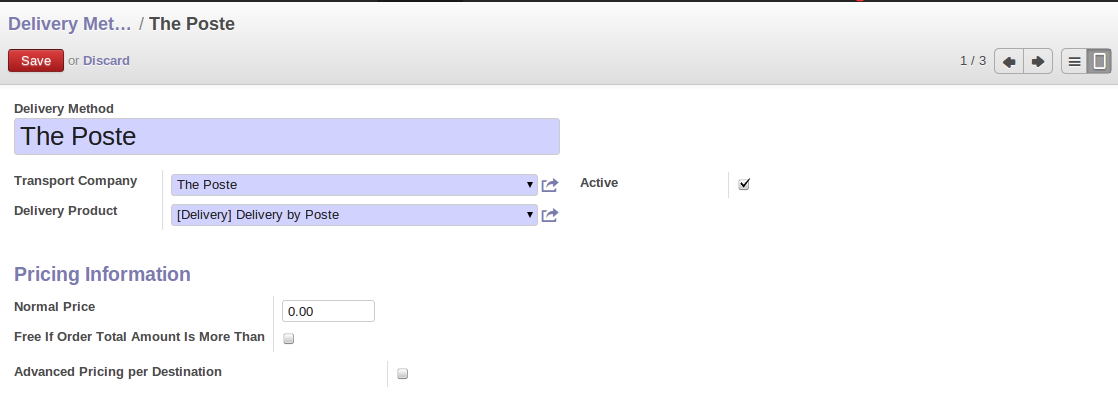 Delivery Met... / The Poste
Save or Discard
1 / 3
Delivery Method
The Poste
Transport Company The Poste Active
Delivery Product [Delivery] Delivery by Poste
Pricing Information
Normal Price 0.00
Free If Order Total Amount Is More Than
Advanced Pricing per Destination